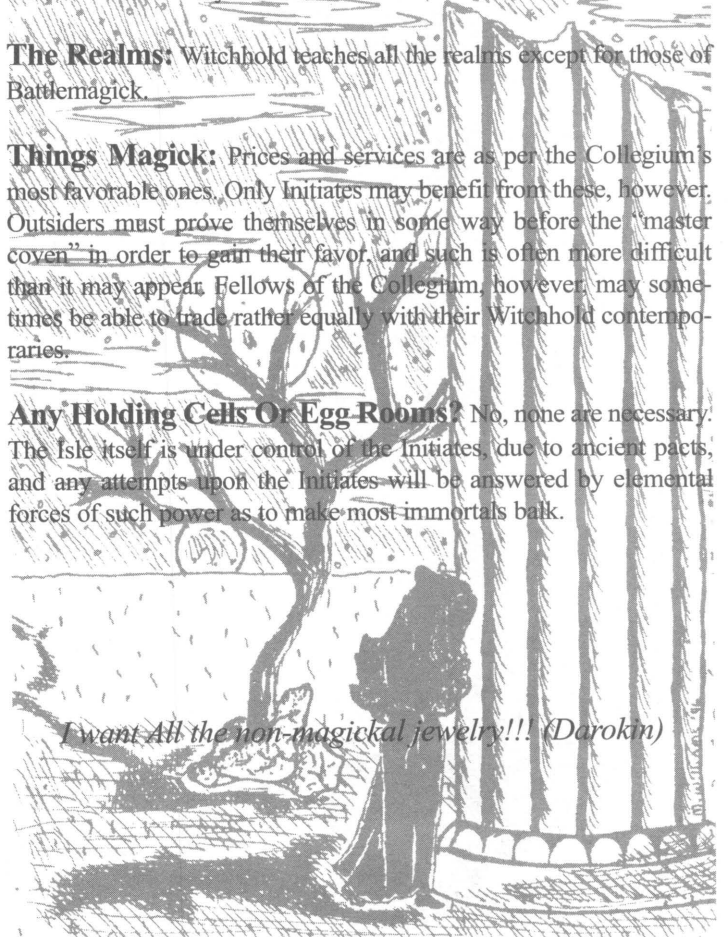 The Realms: Witchhold teaches all the realms except for those of
Battlemagick.
Things Magick: Prices and services are as per the Collegium's
most favorable ones. Only Initiates may benefit from these, however.
Outsiders must prove themselves in some way before the "master
coven" in order to gain their favor, and such is often more difficult
than it may appear. Fellows of the Collegium, however, may some-
times be able to trade rather equally with their Witchhold contempo-
raries.
Any Holding Cells Or Egg Rooms? No, none are necessary.
The Isle itself is under control of the Initiates, due to ancient pacts,
and any attempts upon the Initiates will be answered by elemental
forces of such power as to make most immortals balk.
I want All the non-magickal jewelry!!! (Darokin)